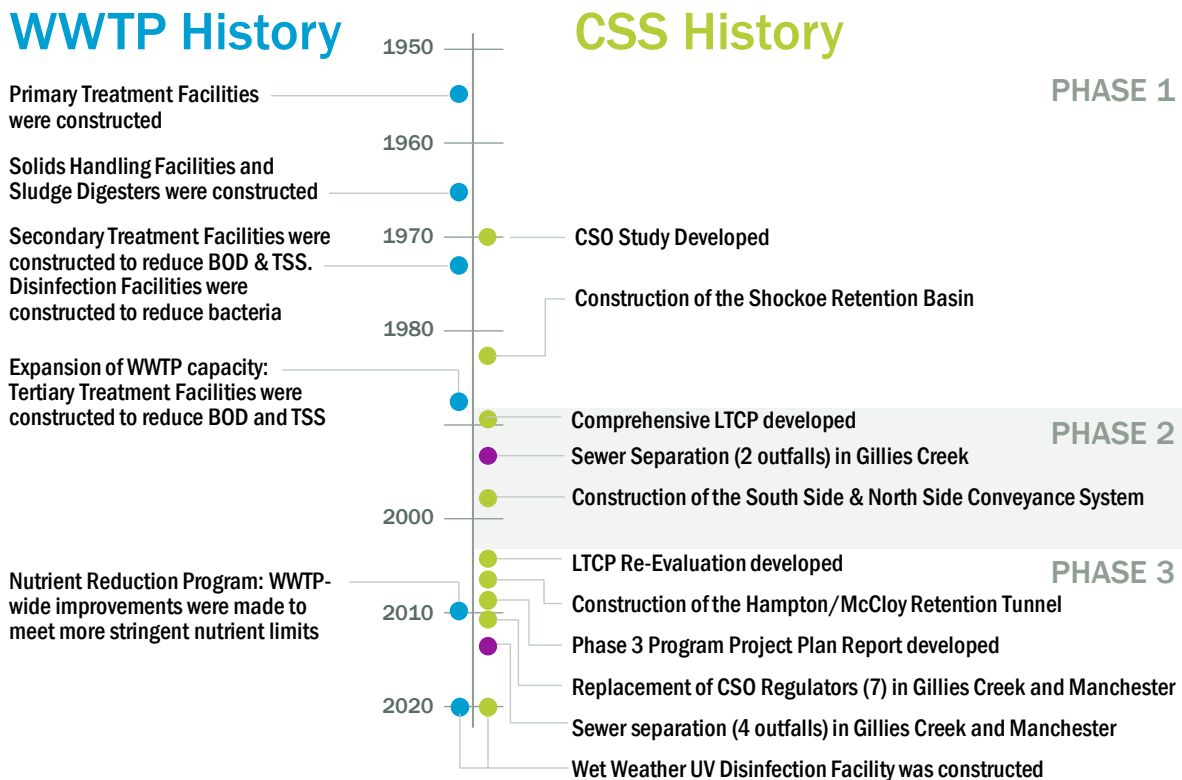 WWTP History
CSS History
1950
PHASE 1
Primary Treatment Facilities
were constructed
1960
Solids Handling Facilities and
Sludge Digesters were constructed
1970
Secondary Treatment Facilities were
constructed to reduce BOD & TSS.
Disinfection Facilities were
constructed to reduce bacteria
CSO Study Developed
Construction of the Shockoe Retention Basin
1980
Expansion of WWTP capacity:
Tertiary Treatment Facilities were
constructed to reduce BOD and TSS
Comprehensive LTCP developed
PHASE 2
Sewer Separation (2 outfalls) in Gillies Creek
Construction of the South Side & North Side Conveyance System
2000
LTCP Re-Evaluation developed
PHASE 3
Nutrient Reduction Program: WWTP-
wide improvements were made to
meet more stringent nutrient limits
Construction of the Hampton/McCloy Retention Tunnel
2010
Phase 3 Program Project Plan Report developed
Replacement of CSO Regulators (7) in Gillies Creek and Manchester
2020
Sewer separation (4 outfalls) in Gillies Creek and Manchester
Wet Weather UV Disinfection Facility was constructed